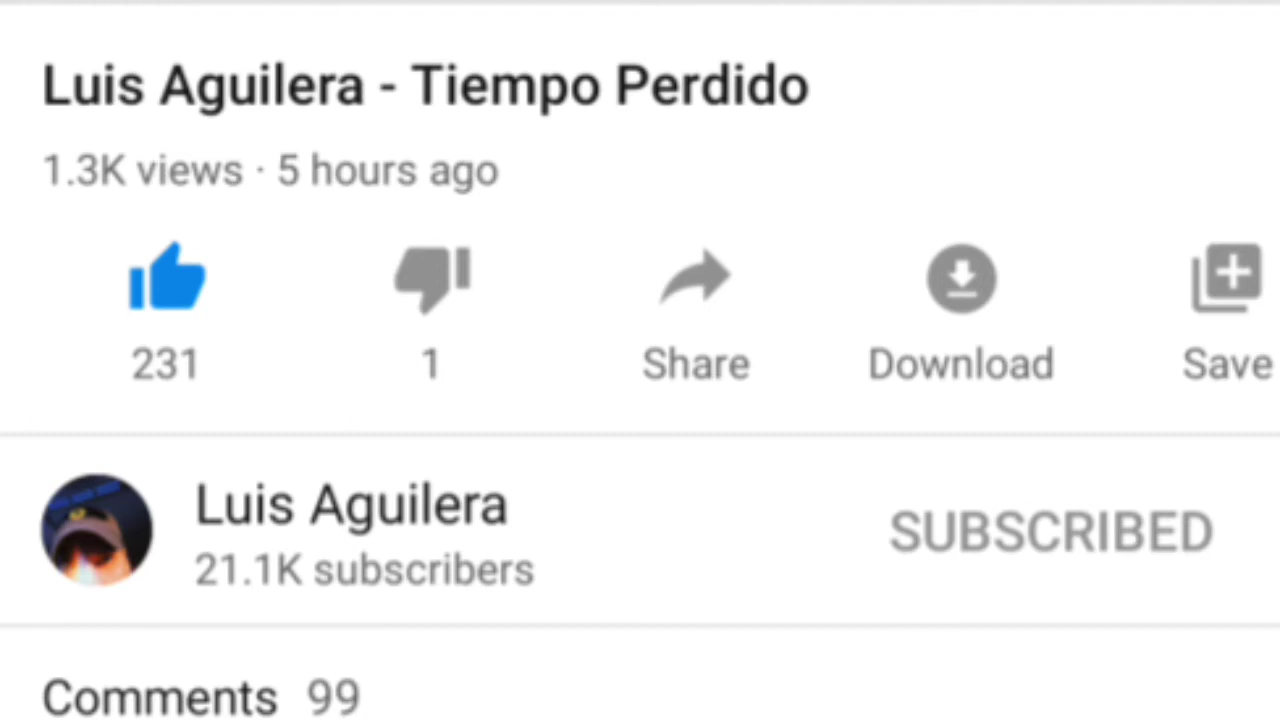 Luis Aguilera - Tiempo Perdido
1.3K views · 5 hours ago
231 1 Share Download Save
Luis Aguilera
21.1K subscribers
SUBSCRIBED
Comments 99